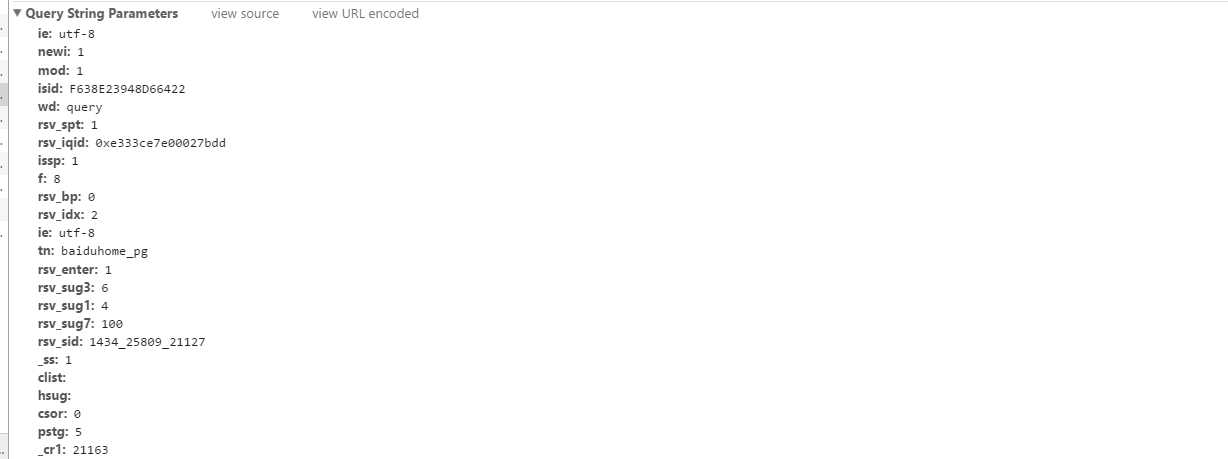 ▼ Query String Parameters view source view URL encoded
ie: utf-8
newi: 1
mod: 1
isid: F638E23948D66422
wd: query
rsv_spt: 1
rsv_iqid: 0xe333ce7e00027bdd
issp: 1
f: 8
rsv_bp: 0
rsv_idx: 2
ie: utf-8
tn: baiduhome_pg
rsv_enter: 1
rsv_sug3: 6
rsv_sug1: 4
rsv_sug7: 100
rsv_sid: 1434_25809_21127
_ss: 1
clist:
hsug:
csor: 0
pstg: 5
_cr1: 21163